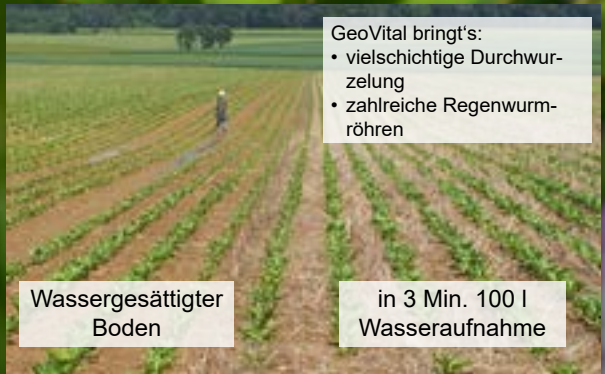 GeoVital bringt‘s:
• vielschichtige Durchwur-
zelung
• zahlreiche Regenwurm-
röhren
Wassergesättigter
Boden
in 3 Min. 100 l
Wasseraufnahme